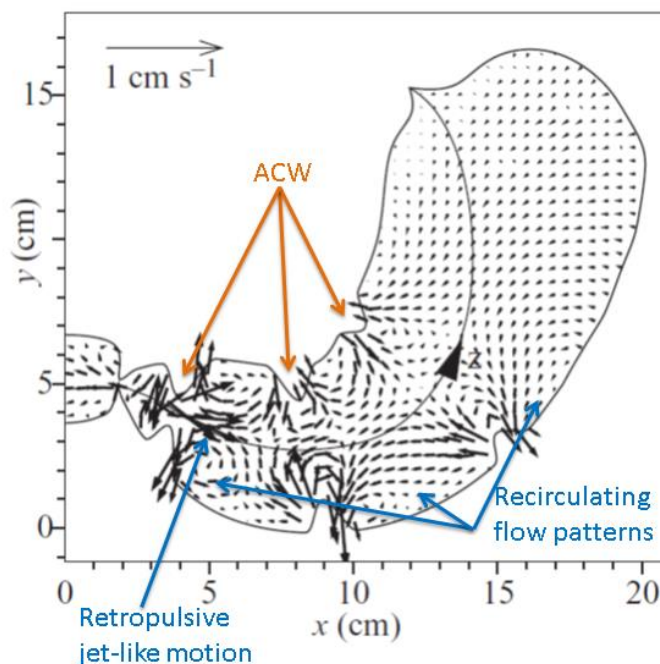 1 cm s⁻¹
15
ACW
y (cm)
z
5
Recirculating
flow patterns
0
0 5 10 15 20
Retropulsive
jet-like motion
x (cm)